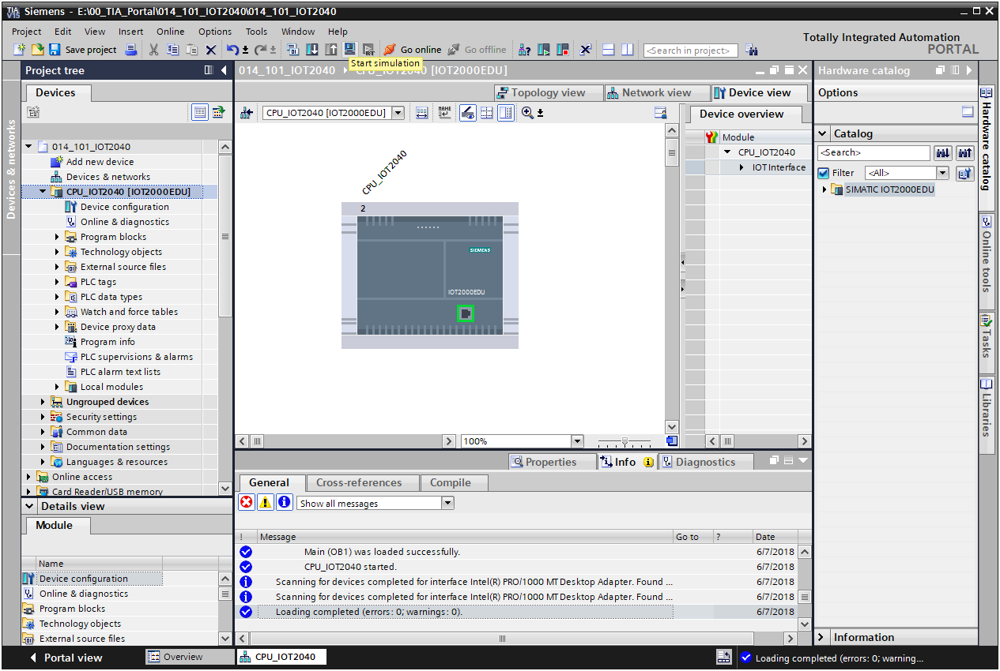 Siemens - E:\00_TIA_Portal\014_101_IOT2040\014_101_IOT2040
Project Edit View Insert Online Options Tools Window Help
Totally Integrated Automation
PORTAL
Save project Go online Go offline <Search in project>
Start simulation
Project tree
014_101_IOT2040 CPU_IOT2040 [IOT2000EDU]
Hardware catalog
Devices
Topology view Network view Device view
Options
CPU_IOT2040 [IOT2000EDU]
NAME
Device overview
Devices & networks
014_101_IOT2040
Add new device
Devices & networks
CPU_IOT2040 [IOT2000EDU]
Device configuration
Online & diagnostics
Program blocks
Technology objects
External source files
PLC tags
PLC data types
Watch and force tables
Device proxy data
Program info
PLC supervisions & alarms
PLC alarm text lists
Local modules
Ungrouped devices
Security settings
Common data
Documentation settings
Languages & resources
Online access
Card Reader/USB memory
CPU_IOT2040
2
SIEMENS
IOT2000EDU
100%
Module
CPU_IOT2040
IOT Interface
Catalog
<Search>
Filter <All>
SIMATIC IOT2000EDU
Hardware catalog
Online tools
Tasks
Libraries
Details view
Module
Name
Device configuration
Online & diagnostics
Program blocks
Technology objects
External source files
Properties Info Diagnostics
General Cross-references Compile
Show all messages
! Message Go to ? Date
Main (OB1) was loaded successfully. 6/7/2018
CPU_IOT2040 started. 6/7/2018
Scanning for devices completed for interface Intel(R) PRO/1000 MT Desktop Adapter. Found ... 6/7/2018
Scanning for devices completed for interface Intel(R) PRO/1000 MT Desktop Adapter. Found ... 6/7/2018
Loading completed (errors: 0; warnings: 0). 6/7/2018
Information
Portal view Overview CPU_IOT2040 Loading completed (errors: 0; warning...